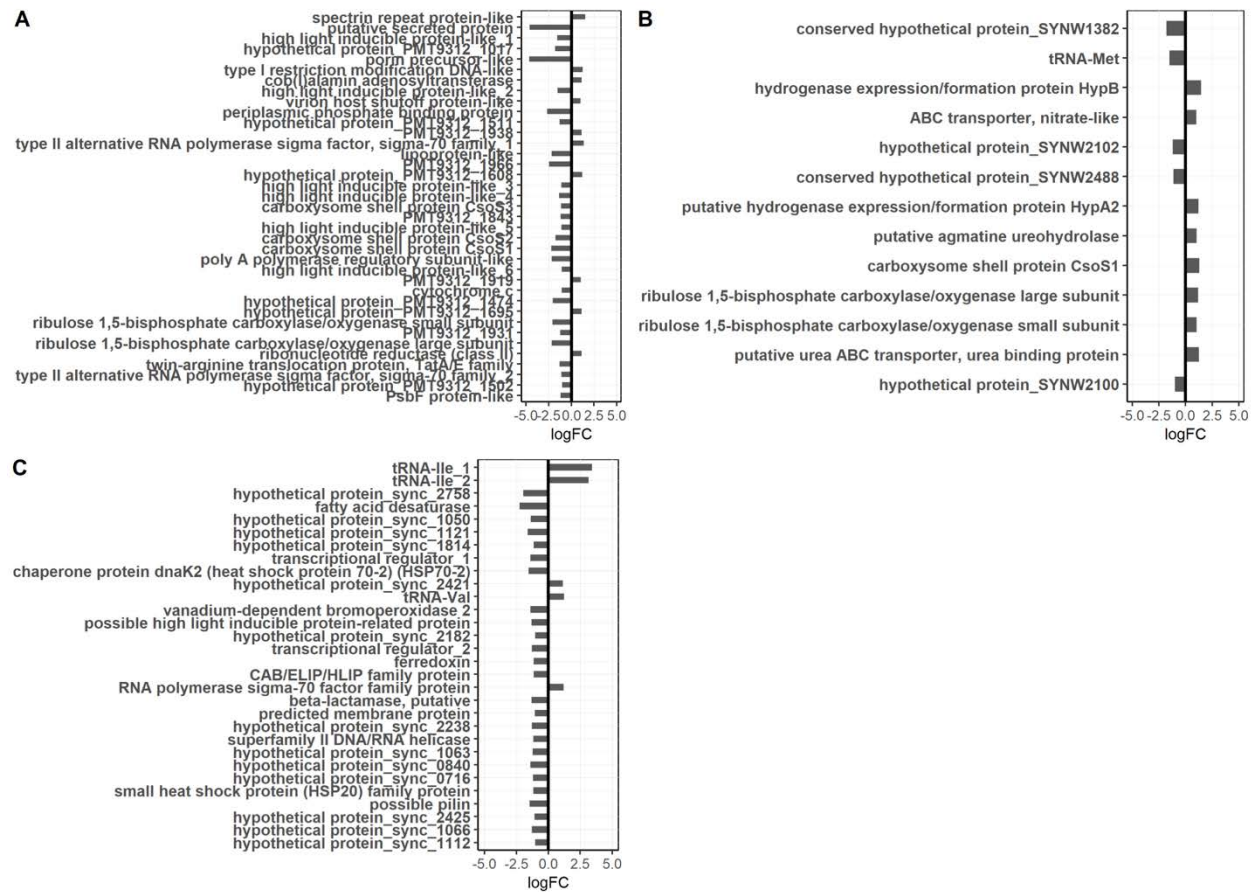 A
spectrin repeat protein-like
putative secreted protein
high light inducible protein-like_1
hypothetical protein_PMT9312_1017
porin precursor-like
type I restriction modification DNA-like
cob(I)alamin adenosyltransferase
high light inducible protein-like_2
virion host shutoff protein-like
periplasmic phosphate binding protein
hypothetical protein_PMT9312_1511
PMT9312_1938
type II alternative RNA polymerase sigma factor, sigma-70 family_1
lipoprotein-like
PMT9312_1966
hypothetical protein_PMT9312_1608
high light inducible protein-like_3
high light inducible protein-like_4
carboxysome shell protein CsoS3
PMT9312_1843
high light inducible protein-like_5
carboxysome shell protein CsoS2
carboxysome shell protein CsoS1
poly A polymerase regulatory subunit-like
high light inducible protein-like_6
PMT9312_1919
cytochrome c
hypothetical protein_PMT9312_1474
hypothetical protein_PMT9312_1695
ribulose 1,5-bisphosphate carboxylase/oxygenase small subunit
PMT9312_1931
ribulose 1,5-bisphosphate carboxylase/oxygenase large subunit
ribonucleotide reductase (class II)
twin-arginine translocation protein, TatA/E family
type II alternative RNA polymerase sigma factor, sigma-70 family_2
hypothetical protein_PMT9312_1502
PsbF protein-like
-5.0 -2.5 0.0 2.5 5.0
logFC
B
conserved hypothetical protein_SYNW1382
tRNA-Met
hydrogenase expression/formation protein HypB
ABC transporter, nitrate-like
hypothetical protein_SYNW2102
conserved hypothetical protein_SYNW2488
putative hydrogenase expression/formation protein HypA2
putative agmatine ureohydrolase
carboxysome shell protein CsoS1
ribulose 1,5-bisphosphate carboxylase/oxygenase large subunit
ribulose 1,5-bisphosphate carboxylase/oxygenase small subunit
putative urea ABC transporter, urea binding protein
hypothetical protein_SYNW2100
-5.0 -2.5 0.0 2.5 5.0
logFC
C
tRNA-Ile_1
tRNA-Ile_2
hypothetical protein_sync_2758
fatty acid desaturase
hypothetical protein_sync_1050
hypothetical protein_sync_1121
hypothetical protein_sync_1814
transcriptional regulator_1
chaperone protein dnaK2 (heat shock protein 70-2) (HSP70-2)
hypothetical protein_sync_2421
tRNA-Val
vanadium-dependent bromoperoxidase_2
possible high light inducible protein-related protein
hypothetical protein_sync_2182
transcriptional regulator_2
ferredoxin
CAB/ELIP/HLIP family protein
RNA polymerase sigma-70 factor family protein
beta-lactamase, putative
predicted membrane protein
hypothetical protein_sync_2238
superfamily II DNA/RNA helicase
hypothetical protein_sync_1063
hypothetical protein_sync_0840
hypothetical protein_sync_0716
small heat shock protein (HSP20) family protein
possible pilin
hypothetical protein_sync_2425
hypothetical protein_sync_1066
hypothetical protein_sync_1112
-5.0 -2.5 0.0 2.5 5.0
logFC